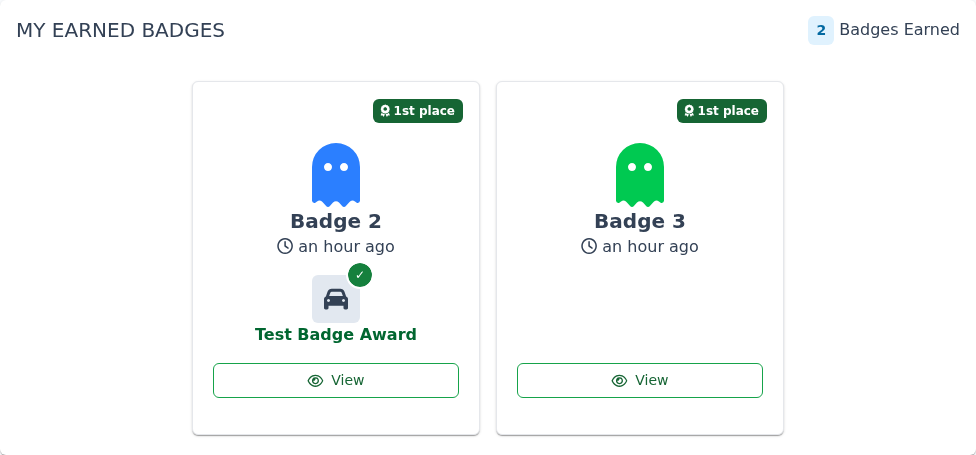 MY EARNED BADGES
2 Badges Earned
1st place
Badge 2
an hour ago
Test Badge Award
View
1st place
Badge 3
an hour ago
View